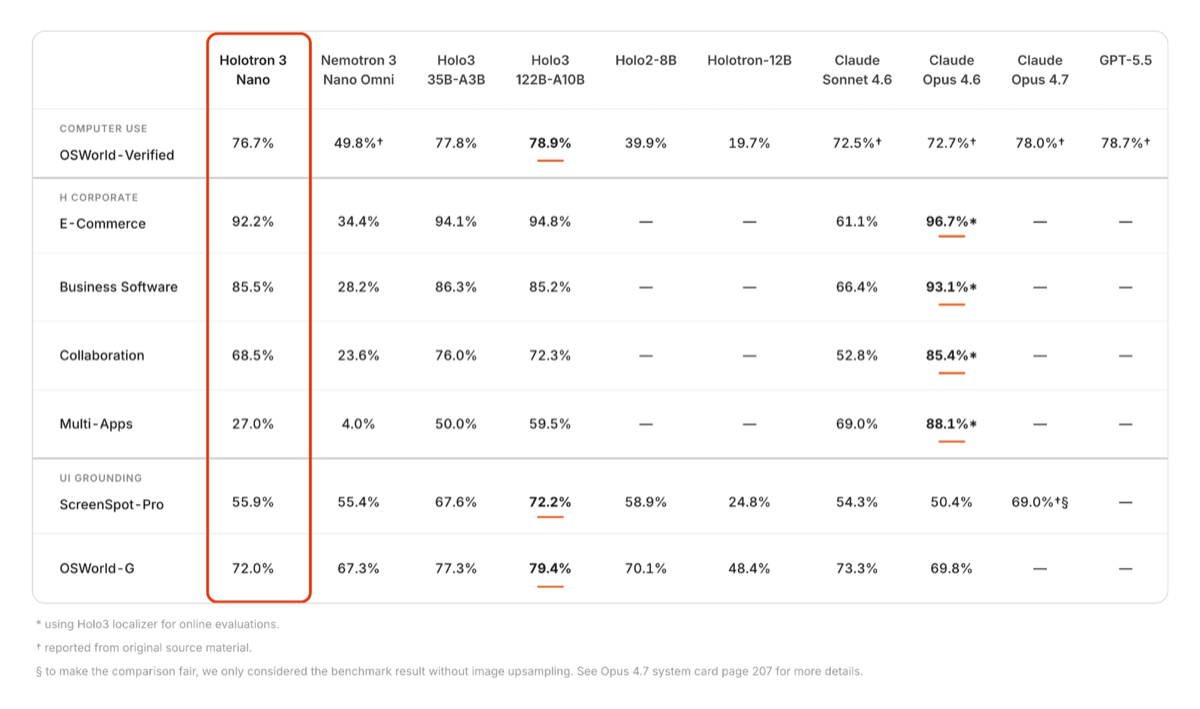 Holotron 3 Nano Nemotron 3 Nano Omni Holo3 35B-A3B Holo3 122B-A10B Holo2-8B Holotron-12B Claude Sonnet 4.6 Claude Opus 4.6 Claude Opus 4.7 GPT-5.5
COMPUTER USE
OSWorld-Verified 76.7% 49.8%† 77.8% 78.9% 39.9% 19.7% 72.5%† 72.7%† 78.0%† 78.7%†
H CORPORATE
E-Commerce 92.2% 34.4% 94.1% 94.8% — — 61.1% 96.7%* — —
Business Software 85.5% 28.2% 86.3% 85.2% — — 66.4% 93.1%* — —
Collaboration 68.5% 23.6% 76.0% 72.3% — — 52.8% 85.4%* — —
Multi-Apps 27.0% 4.0% 50.0% 59.5% — — 69.0% 88.1%* — —
UI GROUNDING
ScreenSpot-Pro 55.9% 55.4% 67.6% 72.2% 58.9% 24.8% 54.3% 50.4% 69.0%†§ —
OSWorld-G 72.0% 67.3% 77.3% 79.4% 70.1% 48.4% 73.3% 69.8% — —
* using Holo3 localizer for online evaluations.
† reported from original source material.
§ to make the comparison fair, we only considered the benchmark result without image upsampling. See Opus 4.7 system card page 207 for more details.